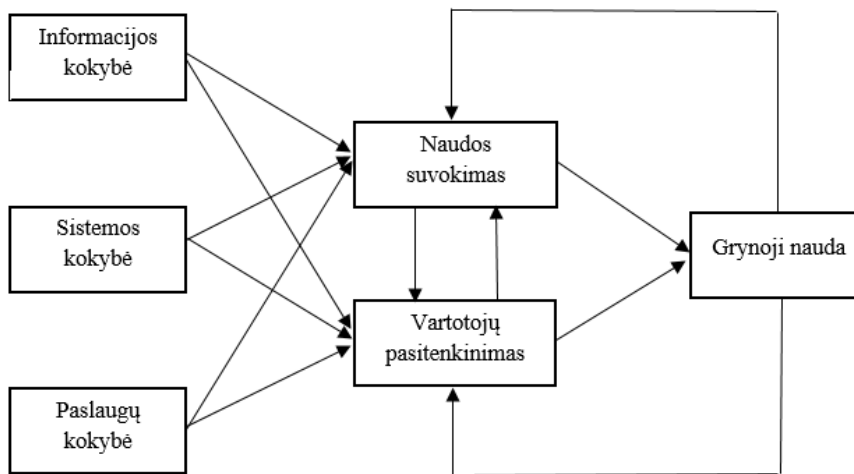 Informacijos
kokybė
Sistemos
kokybė
Paslaugų
kokybė
Naudos
suvokimas
Vartotojų
pasitenkinimas
Grynoji nauda